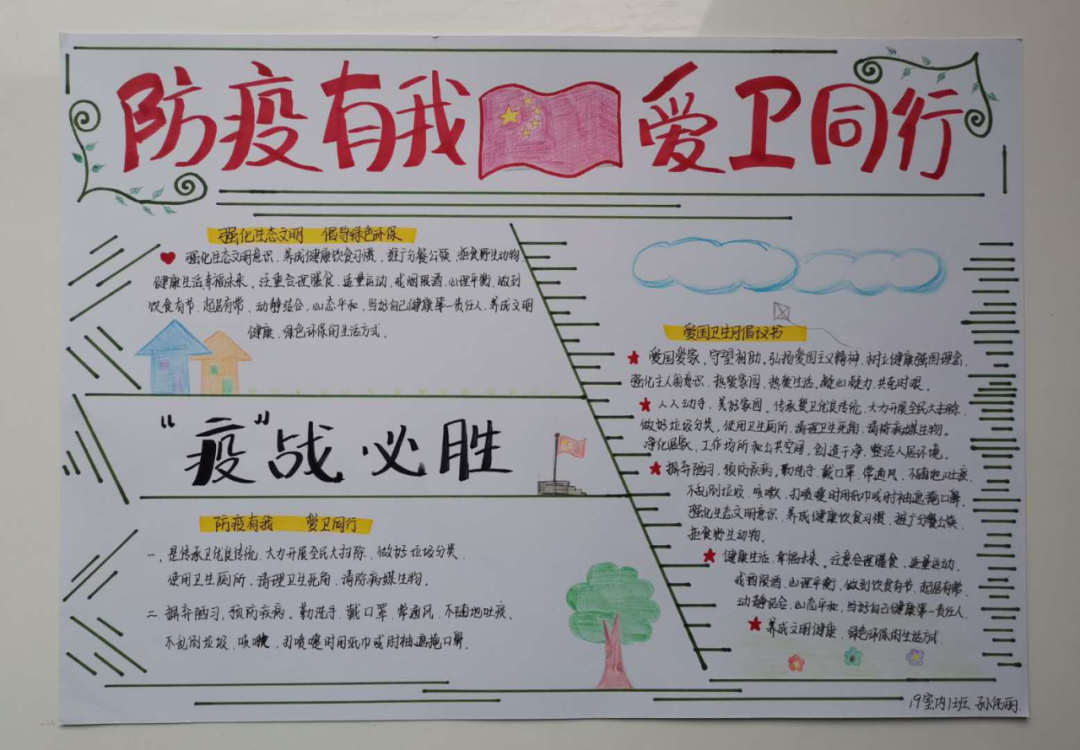 防疫有我 爱卫同行
强化生态文明 倡导绿色环保
强化生态文明意识、养成健康饮食习惯、推广分餐公筷、拒食野生动物
健康生活幸福未来，注意合理膳食、适量运动、戒烟限酒、心理平衡、做到
饮食有节、起居有常、动静结合、心态平和、当好自己健康第一责任人、养成文明
健康、绿色环保的生活方式.
“疫”战必胜
防疫有我 爱卫同行
一、是传承卫优良传统、大力开展全民大扫除、做好垃圾分类.
使用卫生厕所、清理卫生死角、清除病媒生物。
二 摒弃陋习、预防疾病。勤洗手、戴口罩、常通风、不随地吐痰、
不乱倒垃圾、咳嗽、打喷嚏时用纸巾或肘袖遮掩口鼻.
爱国卫生月倡议书
爱国爱家，守望相助、弘扬爱国主义精神、树立健康强国理念、
强化主人翁意识、热爱家园、热爱生活、凝心聚力、共克时艰。
人人动手、美好家园、传承爱卫优良传统、大力开展全民大扫除、
做好垃圾分类，使用卫生厕所、清理卫生死角、清除病媒生物。
净化居家、工作场所和公共空间、创造干净、整洁人居环境。
摒弃陋习、预防疾病、勤洗手、戴口罩、常通风、不随地吐痰、
不乱倒垃圾、咳嗽、打喷嚏时用纸巾或肘袖遮掩口鼻.
强化生态文明意识、养成健康饮食习惯、推广分餐公筷、
拒食野生动物。
健康生活、幸福未来、注意合理膳食、适量运动、
戒酒限酒、心理平衡、做到饮食有节、起居有常、
动静结合、心态平和、当好自己健康第一责任人、
养成文明健康、绿色环保的生活方式.
19室内1班 孙伟丽